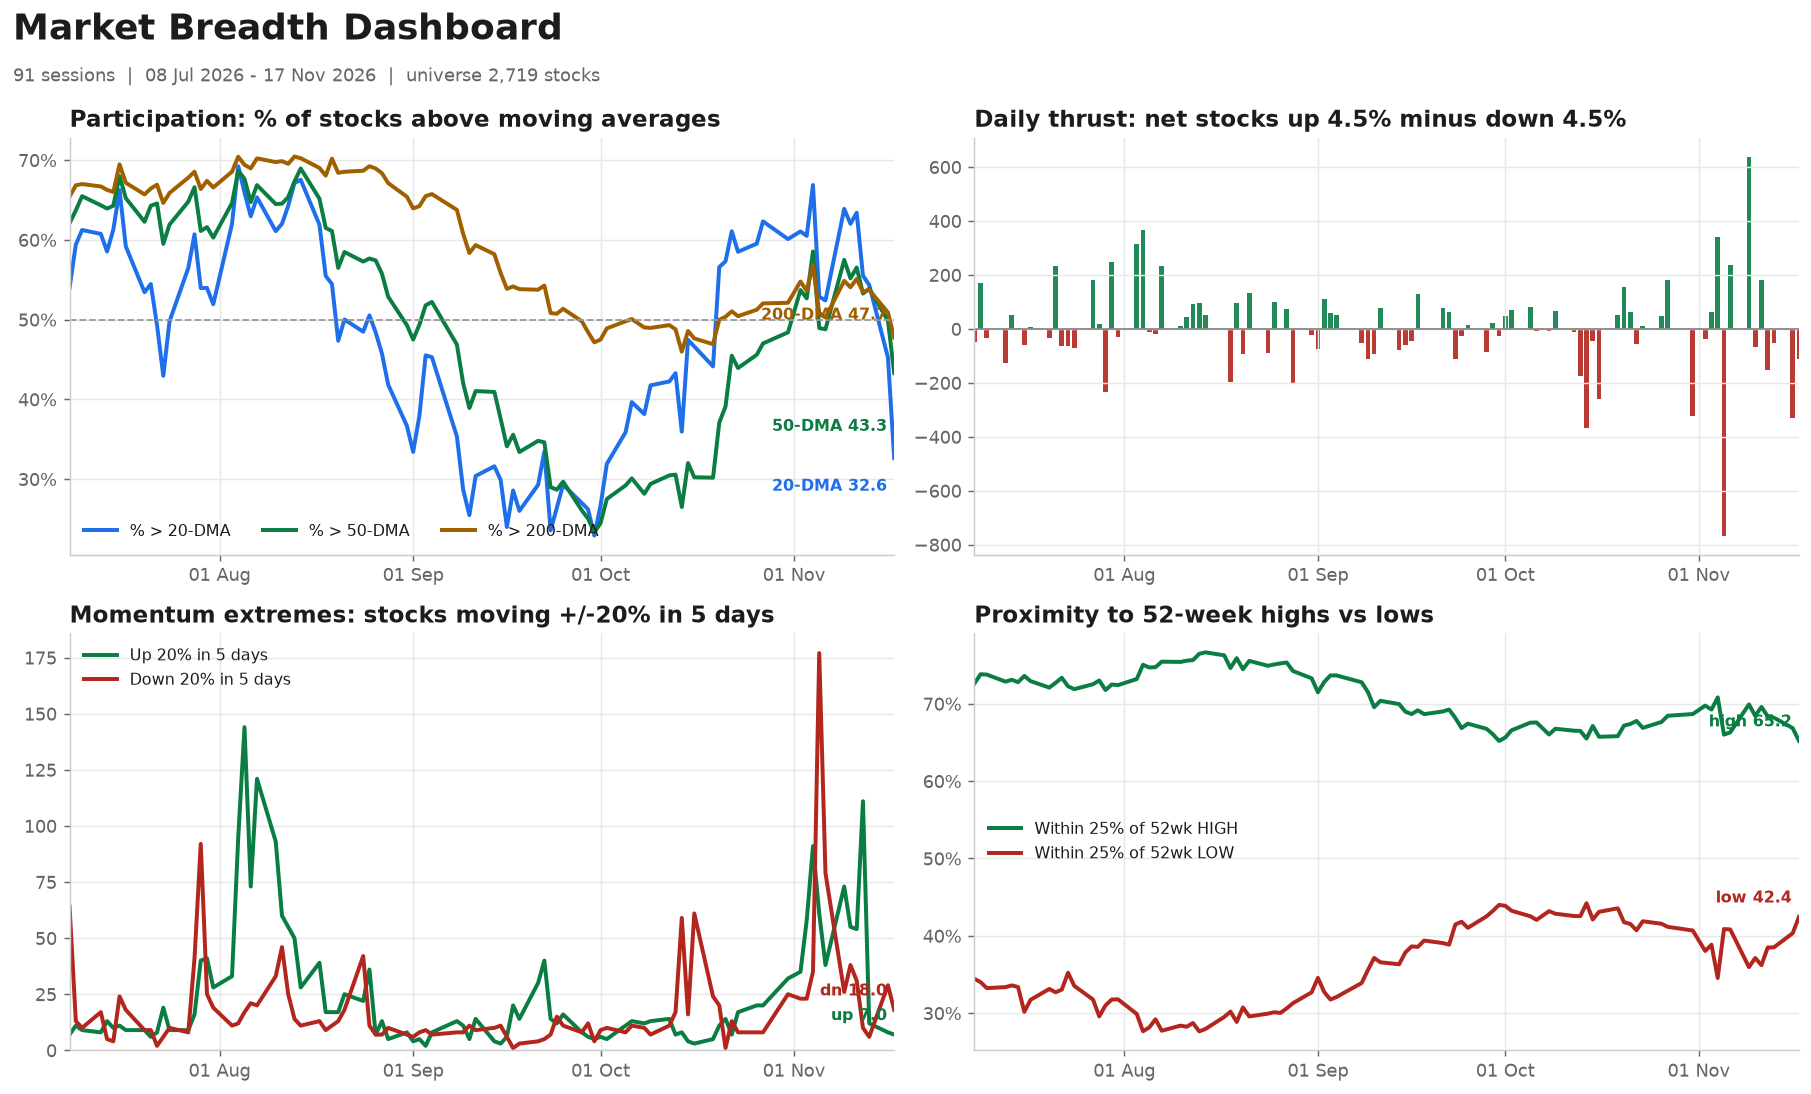 Market Breadth Dashboard
91 sessions | 08 Jul 2026 - 17 Nov 2026 | universe 2,719 stocks
Participation: % of stocks above moving averages
70%
60%
50%
40%
30%
200-DMA 47.
50-DMA 43.3
20-DMA 32.6
% > 20-DMA
% > 50-DMA
% > 200-DMA
01 Aug
01 Sep
01 Oct
01 Nov
Daily thrust: net stocks up 4.5% minus down 4.5%
600
400
200
0
−200
−400
−600
−800
01 Aug
01 Sep
01 Oct
01 Nov
Momentum extremes: stocks moving +/-20% in 5 days
Up 20% in 5 days
Down 20% in 5 days
175
150
125
100
75
50
25
0
dn 18.0
up 7.0
01 Aug
01 Sep
01 Oct
01 Nov
Proximity to 52-week highs vs lows
70%
60%
50%
40%
30%
high 65.2
Within 25% of 52wk HIGH
Within 25% of 52wk LOW
low 42.4
01 Aug
01 Sep
01 Oct
01 Nov